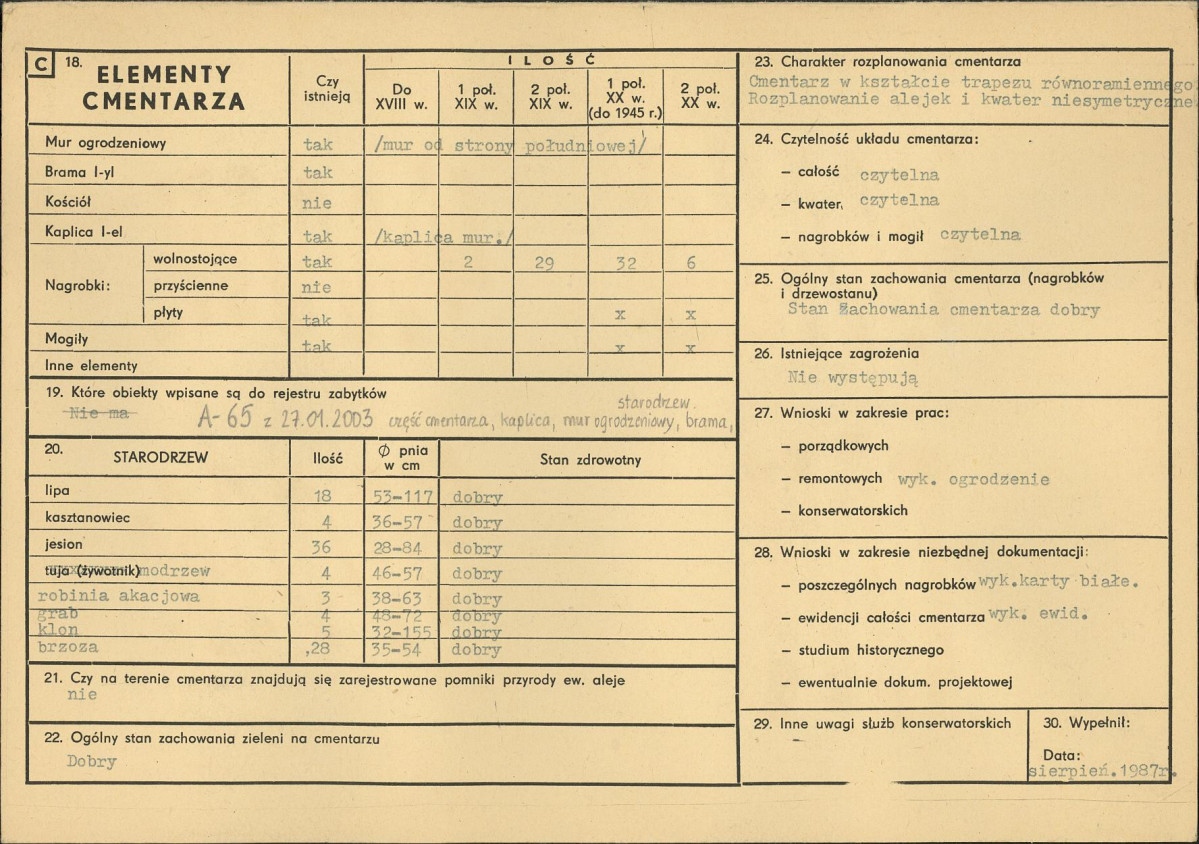 C 18. ELEMENTY CMENTARZA
Czy istnieją
ILOŚĆ
Do XVIII w.
1 poł. XIX w.
2 poł. XIX w.
1 poł. XX w. (do 1945 r.)
2 poł. XX w.
Mur ogrodzeniowy tak /mur od strony południowej/
Brama I-yl tak
Kościół nie
Kaplica I-el tak /kaplica mur./
Nagrobki:
wolnostojące tak 2 29 32 6
przyścienne nie
płyty tak x x
Mogiły tak x x
Inne elementy
19. Które obiekty wpisane są do rejestru zabytków
Nie ma A-65 z 27.01.2003 część cmentarza, kaplica, mur ogrodzeniowy, brama, starodrzew.
20. STARODRZEW Ilość Ø pnia w cm Stan zdrowotny
lipa 18 53-117 dobry
kasztanowiec 4 36-57 dobry
jesion 36 28-84 dobry
tuja (żywotnik) modrzew 4 46-57 dobry
robinia akacjowa 3 38-63 dobry
grab 4 48-72 dobry
klon 5 32-155 dobry
brzoza ,28 35-54 dobry
21. Czy na terenie cmentarza znajdują się zarejestrowane pomniki przyrody ew. aleje
nie
22. Ogólny stan zachowania zieleni na cmentarzu
Dobry
23. Charakter rozplanowania cmentarza
Cmentarz w kształcie trapezu równoramiennego
Rozplanowanie alejek i kwater niesymetryczne
24. Czytelność układu cmentarza:
– całość czytelna
– kwater, czytelna
– nagrobków i mogił czytelna
25. Ogólny stan zachowania cmentarza (nagrobków
i drzewostanu)
Stan Zachowania cmentarza dobry
26. Istniejące zagrożenia
Nie występują
27. Wnioski w zakresie prac:
– porządkowych
– remontowych wyk. ogrodzenie
– konserwatorskich
28. Wnioski w zakresie niezbędnej dokumentacji:
– poszczególnych nagrobków wyk.karty białe.
– ewidencji całości cmentarza wyk. ewid.
– studium historycznego
– ewentualnie dokum. projektowej
29. Inne uwagi służb konserwatorskich
–
30. Wypełnił:
Data:
sierpień.1987r.